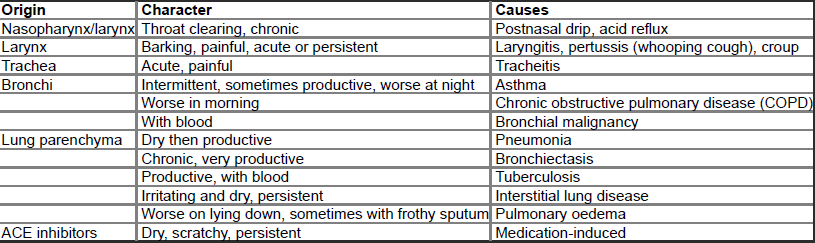 Origin Character Causes
Nasopharynx/larynx Throat clearing, chronic Postnasal drip, acid reflux
Larynx Barking, painful, acute or persistent Laryngitis, pertussis (whooping cough), croup
Trachea Acute, painful Tracheitis
Bronchi Intermittent, sometimes productive, worse at night Asthma
Worse in morning Chronic obstructive pulmonary disease (COPD)
With blood Bronchial malignancy
Lung parenchyma Dry then productive Pneumonia
Chronic, very productive Bronchiectasis
Productive, with blood Tuberculosis
Irritating and dry, persistent Interstitial lung disease
Worse on lying down, sometimes with frothy sputum Pulmonary oedema
ACE inhibitors Dry, scratchy, persistent Medication-induced